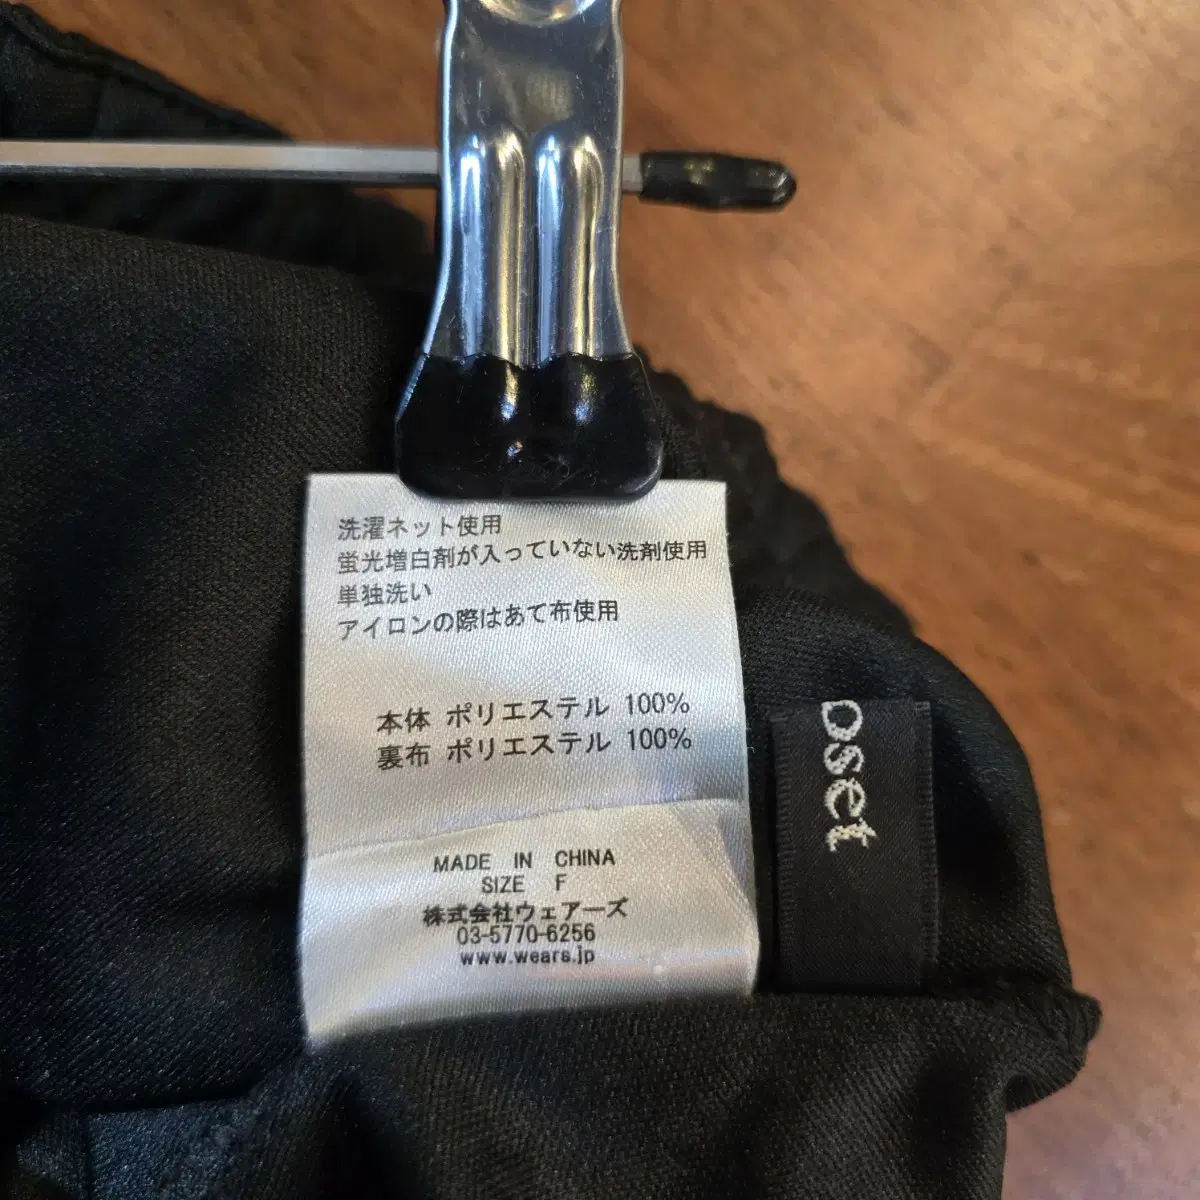 洗濯ネット使用
蛍光増白剤が入っていない洗剤使用
単独洗い
アイロンの際はあて布使用
本体 ポリエステル 100%
裏布 ポリエステル 100%
MADE IN CHINA
SIZE F
株式会社ウェアーズ
03-5770-6256
www.wears.jp
Dset